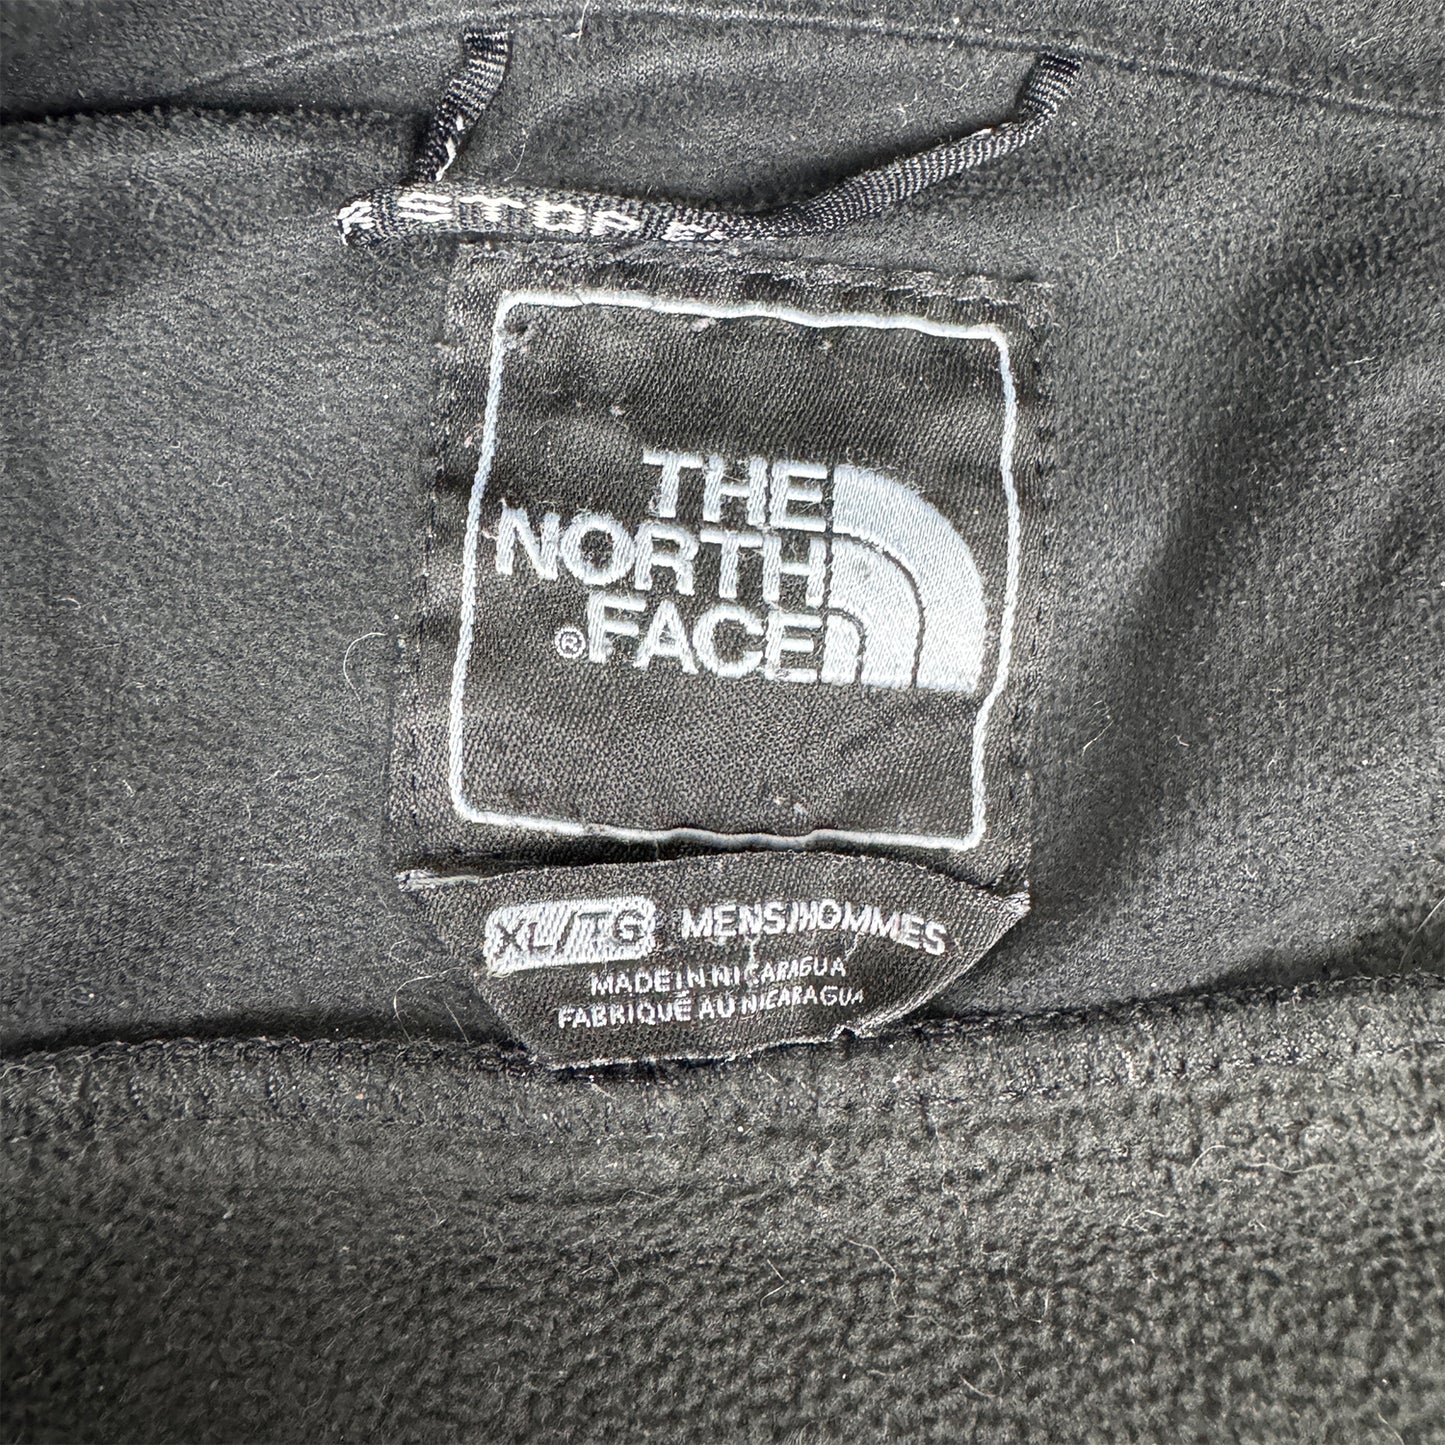 THE
NORTH
®FACE
XL/TG MENS/HOMMES
MADE IN NICARAGUA
FABRIQUÉ AU NICARAGUA